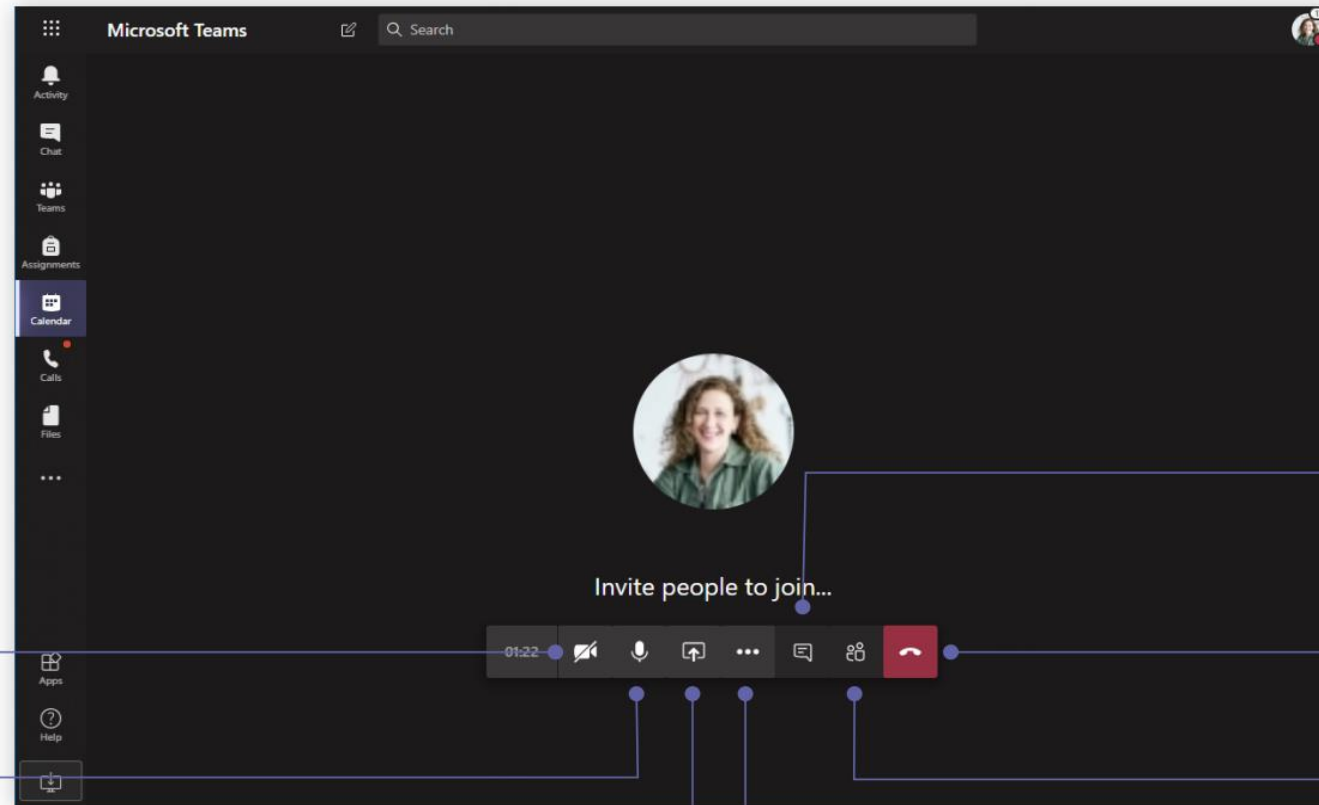 Microsoft Teams
Search
Activity
Chat
Teams
Assignments
Calendar
Calls
Files
Invite people to join...
01:22
Apps
Help